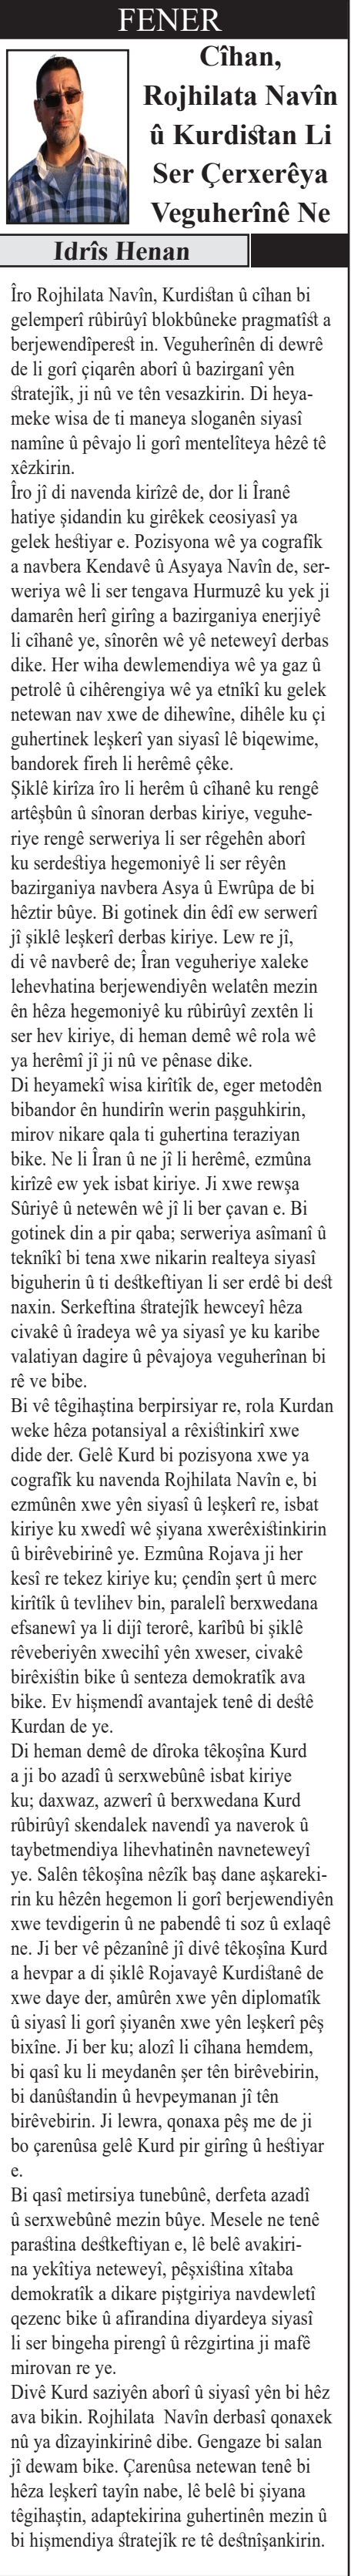 FENER
Cîhan,
Rojhilata Navîn
û Kurdistan Li
Ser Çerxerêya
Veguherînê Ne
Idrîs Henan
Îro Rojhilata Navîn, Kurdistan û cîhan bi
gelemperî rûbirûyî blokbûneke pragmatîst a
berjewendîperest in. Veguherînên di dewrê
de li gorî çiqarên aborî û bazirganî yên
stratejîk, ji nû ve tên vesazkirin. Di heya-
meke wisa de ti maneya sloganên siyasî
namîne û pêvajo li gorî mentelîteya hêzê tê
xêzkirin.
Îro jî di navenda kirîzê de, dor li Îranê
hatiye şidandin ku girêkek ceosiyasî ya
gelek hestiyar e. Pozisyona wê ya cografîk
a navbera Kendavê û Asyaya Navîn de, ser-
weriya wê li ser tengava Hurmuzê ku yek ji
damarên herî girîng a bazirganiya enerjiyê
li cîhanê ye, sînorên wê yê neteweyî derbas
dike. Her wiha dewlemendiya wê ya gaz û
petrolê û cihêrengiya wê ya etnîkî ku gelek
netewan nav xwe de dihewîne, dihêle ku çi
guhertinek leşkerî yan siyasî lê biqewime,
bandorek fireh li herêmê çêke.
Şiklê kirîza îro li herêm û cîhanê ku rengê
artêşbûn û sînoran derbas kiriye, veguhe-
riye rengê serweriya li ser rêgehên aborî
ku serdestiya hegemoniyê li ser rêyên
bazirganiya navbera Asya û Ewrûpa de bi
hêztir bûye. Bi gotinek din êdî ew serwerî
jî şiklê leşkerî derbas kiriye. Lew re jî,
di vê navberê de; Îran veguheriye xaleke
lehevhatina berjewendiyên welatên mezin
ên hêza hegemoniyê ku rûbirûyî zextên li
ser hev kiriye, di heman demê wê rola wê
ya herêmî jî ji nû ve pênase dike.
Di heyamekî wisa kirîtîk de, eger metodên
bibandor ên hundirîn werin paşguhkirin,
mirov nikare qala ti guhertina teraziyan
bike. Ne li Îran û ne jî li herêmê, ezmûna
kirîzê ew yek isbat kiriye. Ji xwe rewşa
Sûriyê û netewên wê jî li ber çavan e. Bi
gotinek din a pir qaba; serweriya asîmanî û
teknîkî bi tena xwe nikarin realteya siyasî
biguherin û ti destkeftiyan li ser erdê bi dest
naxin. Serkeftina stratejîk hewceyî hêza
civakê û îradeya wê ya siyasî ye ku karibe
valatiyan dagire û pêvajoya veguherînan bi
rê ve bibe.
Bi vê têgihaştina berpirsiyar re, rola Kurdan
weke hêza potansiyal a rêxistinkirî xwe
dide der. Gelê Kurd bi pozisyona xwe ya
cografîk ku navenda Rojhilata Navîn e, bi
ezmûnên xwe yên siyasî û leşkerî re, isbat
kiriye ku xwedî wê şiyana xwerêxistinkirin
û birêvebirinê ye. Ezmûna Rojava ji her
kesî re tekez kiriye ku; çendîn şert û merc
kirîtîk û tevlihev bin, paralelî berxwedana
efsanewî ya li dijî terorê, karîbû bi şiklê
rêveberiyên xwecihî yên xweser, civakê
birêxistin bike û senteza demokratîk ava
bike. Ev hişmendî avantajek tenê di destê
Kurdan de ye.
Di heman demê de dîroka têkoşîna Kurd
a ji bo azadî û serxwebûnê isbat kiriye
ku; daxwaz, azwerî û berxwedana Kurd
rûbirûyî skendalek navendî ya naverok û
taybetmendiya lihevhatinên navneteweyî
ye. Salên têkoşîna nêzîk baş dane aşkareki-
rin ku hêzên hegemon li gorî berjewendiyên
xwe tevdigerin û ne pabendê ti soz û exlaqê
ne. Ji ber vê pêzanînê jî divê têkoşîna Kurd
a hevpar a di şiklê Rojavayê Kurdistanê de
xwe daye der, amûrên xwe yên diplomatîk
û siyasî li gorî şiyanên xwe yên leşkerî pêş
bixîne. Ji ber ku; alozî li cîhana hemdem,
bi qasî ku li meydanên şer tên birêvebirin,
bi danûstandin û hevpeymanan jî tên
birêvebirin. Ji lewra, qonaxa pêş me de ji
bo çarenûsa gelê Kurd pir girîng û hestiyar
e.
Bi qasî metirsiya tunebûnê, derfeta azadî
û serxwebûnê mezin bûye. Mesele ne tenê
parastina destkeftiyan e, lê belê avakiri-
na yekîtiya neteweyî, pêşxistina xîtaba
demokratîk a dikare piştgiriya navdewletî
qezenc bike û afirandina diyardeya siyasî
li ser bingeha pirengî û rêzgirtina ji mafê
mirovan re ye.
Divê Kurd saziyên aborî û siyasî yên bi hêz
ava bikin. Rojhilata Navîn derbasî qonaxek
nû ya dîzayinkirinê dibe. Gengaze bi salan
jî dewam bike. Çarenûsa netewan tenê bi
hêza leşkerî tayîn nabe, lê belê bi şiyana
têgihaştin, adaptekirina guhertinên mezin û
bi hişmendiya stratejîk re tê destnîşankirin.